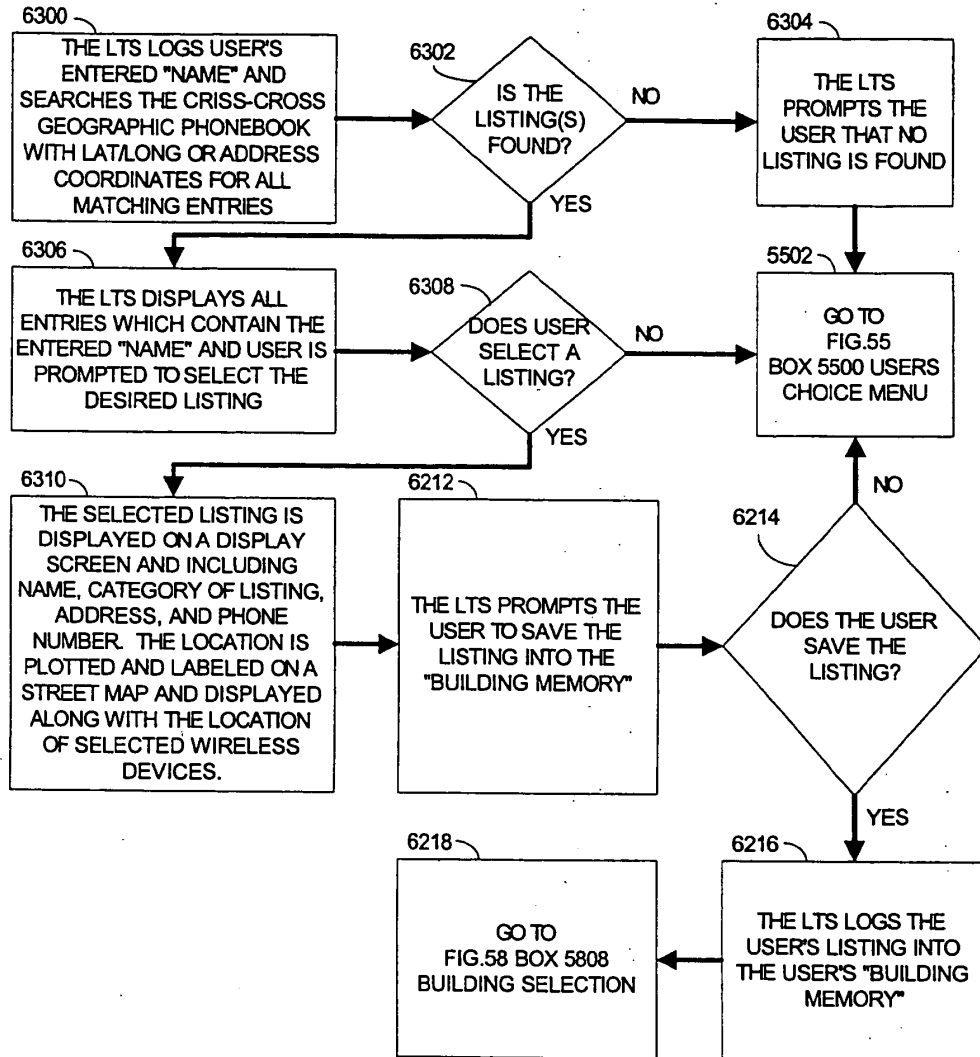 6300
THE LTS LOGS USER'S
ENTERED "NAME" AND
SEARCHES THE CRISS-CROSS
GEOGRAPHIC PHONEBOOK
WITH LAT/LONG OR ADDRESS
COORDINATES FOR ALL
MATCHING ENTRIES
6302
IS THE
LISTING(S)
FOUND?
NO
YES
6304
THE LTS
PROMPTS THE
USER THAT NO
LISTING IS FOUND
6306
THE LTS DISPLAYS ALL
ENTRIES WHICH CONTAIN THE
ENTERED "NAME" AND USER IS
PROMPTED TO SELECT THE
DESIRED LISTING
6308
DOES USER
SELECT A
LISTING?
NO
YES
5502
GO TO
FIG.55
BOX 5500 USERS
CHOICE MENU
6310
THE SELECTED LISTING IS
DISPLAYED ON A DISPLAY
SCREEN AND INCLUDING
NAME, CATEGORY OF LISTING,
ADDRESS, AND PHONE
NUMBER. THE LOCATION IS
PLOTTED AND LABELED ON A
STREET MAP AND DISPLAYED
ALONG WITH THE LOCATION
OF SELECTED WIRELESS
DEVICES.
6212
THE LTS PROMPTS THE
USER TO SAVE THE
LISTING INTO THE
"BUILDING MEMORY"
6214
DOES THE USER
SAVE THE
LISTING?
NO
YES
6216
THE LTS LOGS THE
USER'S LISTING INTO
THE USER'S "BUILDING
MEMORY"
6218
GO TO
FIG.58 BOX 5808
BUILDING SELECTION